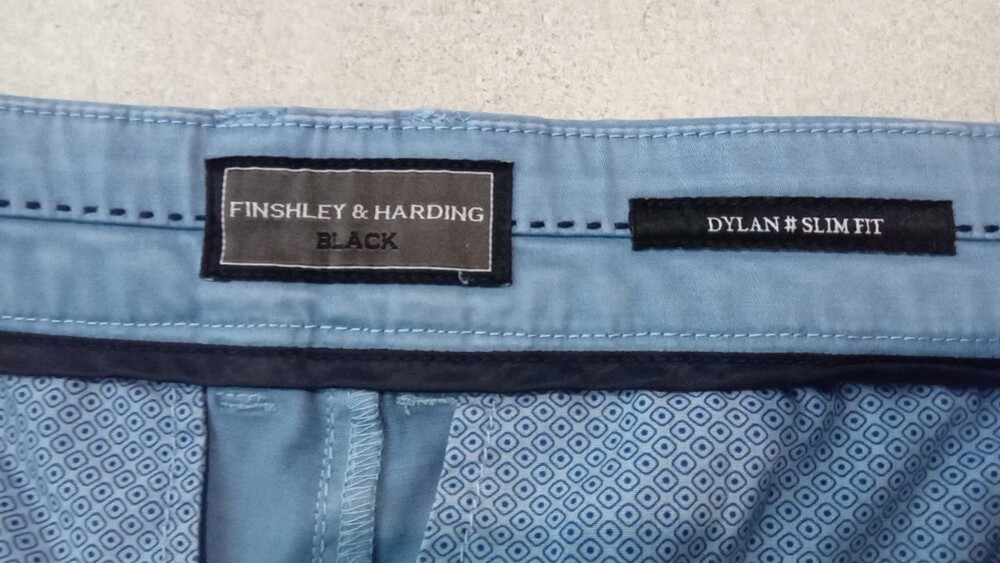 FINSHLEY & HARDING
BLACK
DYLAN # SLIM FIT